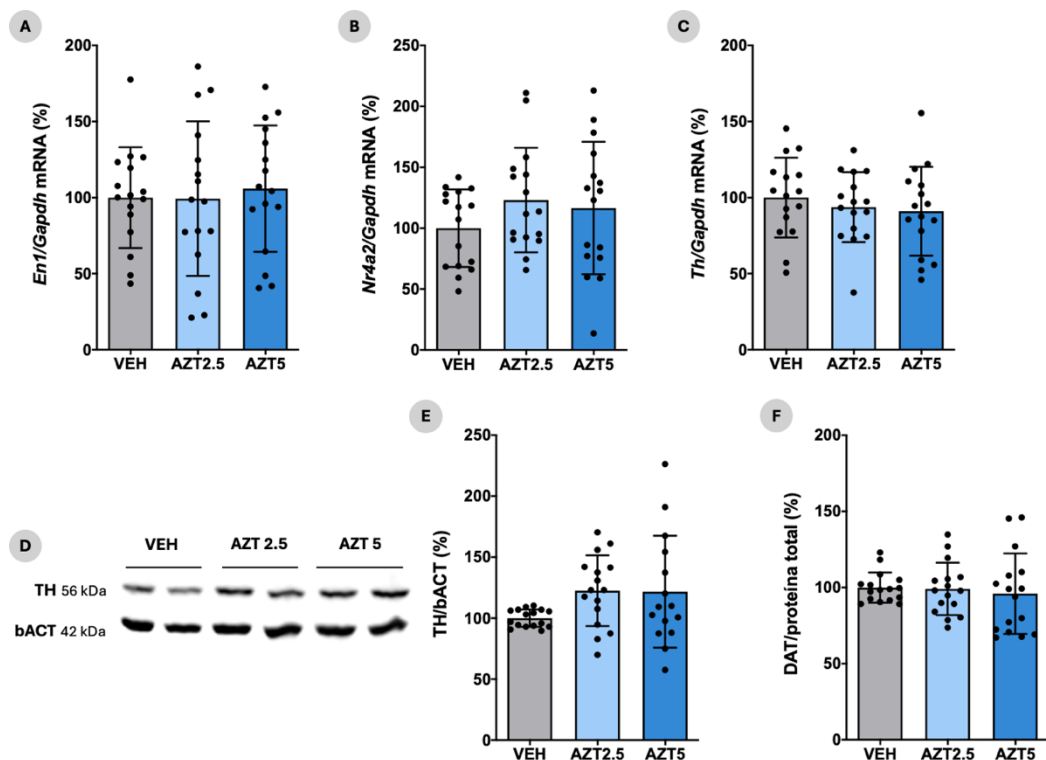 A
En1/Gapdh mRNA (%)
200
150
100
50
0
VEH AZT2.5 AZT5
B
Nr4a2/Gapdh mRNA (%)
250
200
150
100
50
0
VEH AZT2.5 AZT5
C
Th/Gapdh mRNA (%)
200
150
100
50
0
VEH AZT2.5 AZT5
D
VEH AZT 2.5 AZT 5
TH 56 kDa
bACT 42 kDa
E
TH/bACT (%)
250
200
150
100
50
0
VEH AZT2.5 AZT5
F
DAT/proteina total (%)
200
150
100
50
0
VEH AZT2.5 AZT5